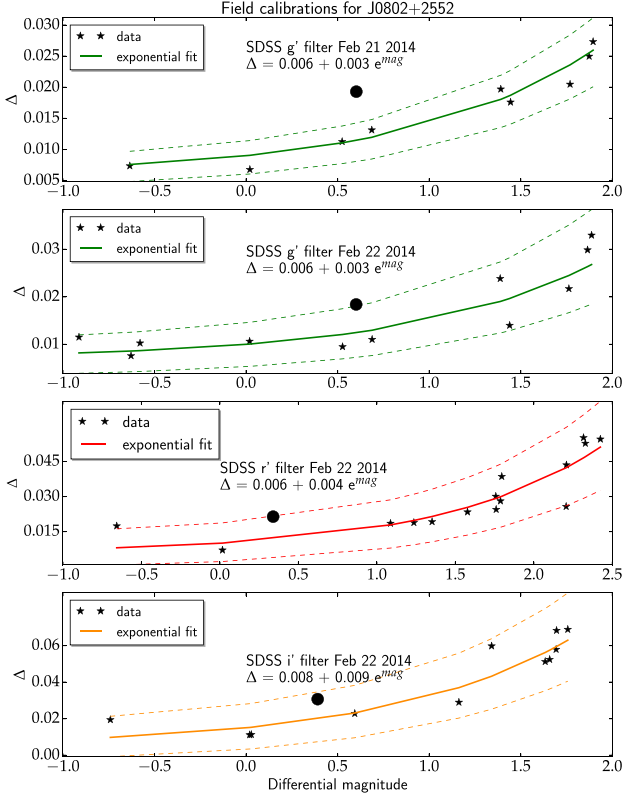 Field calibrations for J0802+2552
data
exponential fit
SDSS g' filter Feb 21 2014
Δ = 0.006 + 0.003 e^mag
Δ
0.030
0.025
0.020
0.015
0.010
0.005
−1.0 −0.5 0.0 0.5 1.0 1.5 2.0
data
exponential fit
SDSS g' filter Feb 22 2014
Δ = 0.006 + 0.003 e^mag
Δ
0.03
0.02
0.01
−1.0 −0.5 0.0 0.5 1.0 1.5 2.0
data
exponential fit
SDSS r' filter Feb 22 2014
Δ = 0.006 + 0.004 e^mag
Δ
0.045
0.030
0.015
−1.0 −0.5 0.0 0.5 1.0 1.5 2.0 2.5
data
exponential fit
SDSS i' filter Feb 22 2014
Δ = 0.008 + 0.009 e^mag
Δ
0.06
0.04
0.02
0.00
−1.0 −0.5 0.0 0.5 1.0 1.5 2.0
Differential magnitude